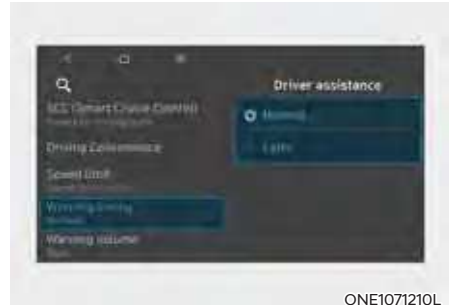 Driver assistance
SCC (Smart Cruise Control)
Normal
Driving Convenience
Later
Speed Limit
Warning Timing
Normal
Warning Volume
ONE1071210L